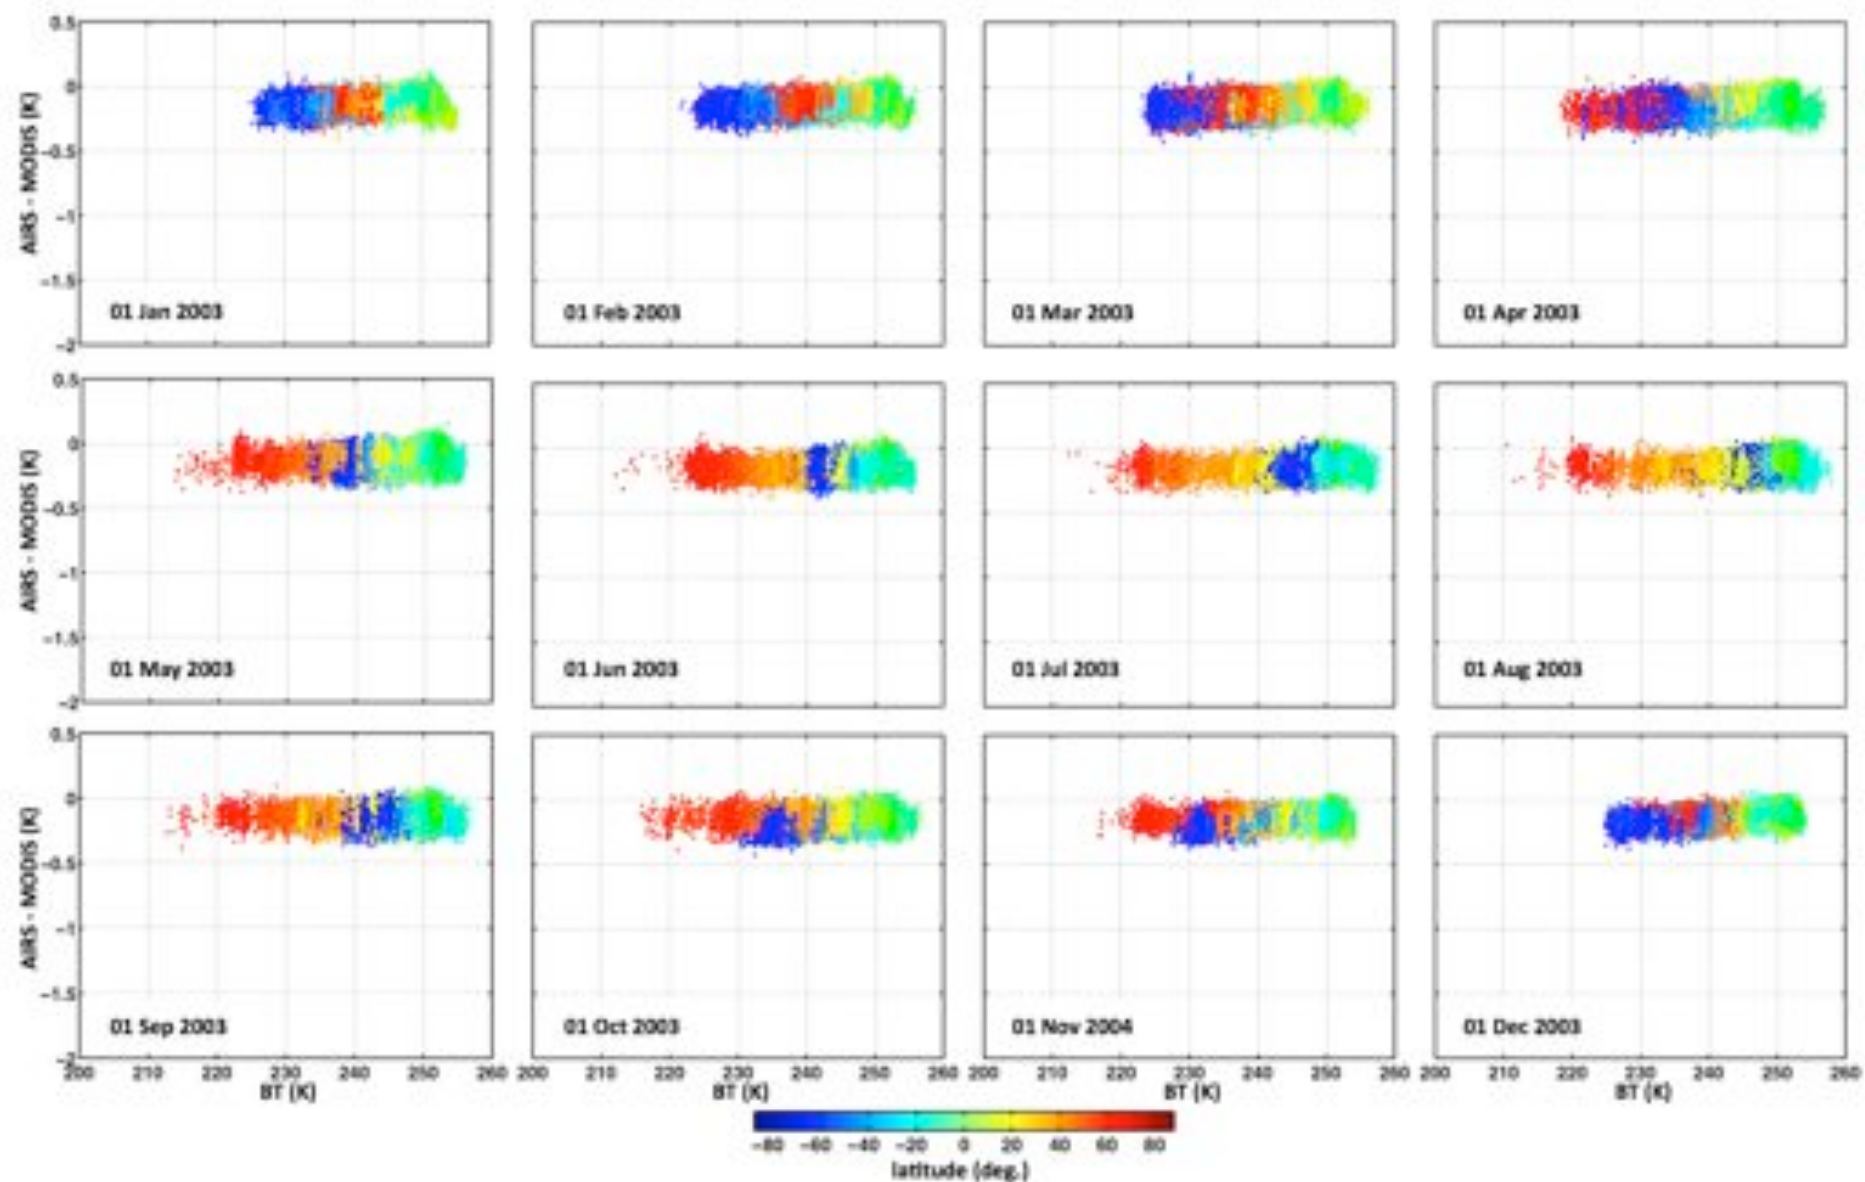 0.5
0
−0.5
−1
−1.5
−2
AIRS - MODIS (K)
01 Jan 2003
01 Feb 2003
01 Mar 2003
01 Apr 2003
0.5
0
−0.5
−1
−1.5
−2
AIRS - MODIS (K)
01 May 2003
01 Jun 2003
01 Jul 2003
01 Aug 2003
0.5
0
−0.5
−1
−1.5
−2
AIRS - MODIS (K)
01 Sep 2003
01 Oct 2003
01 Nov 2004
01 Dec 2003
200 210 220 230 240 250 260 200 210 220 230 240 250 260 200 210 220 230 240 250 260 200 210 220 230 240 250 260
BT (K) BT (K) BT (K) BT (K)
−80 −60 −40 −20 0 20 40 60 80
latitude (deg.)